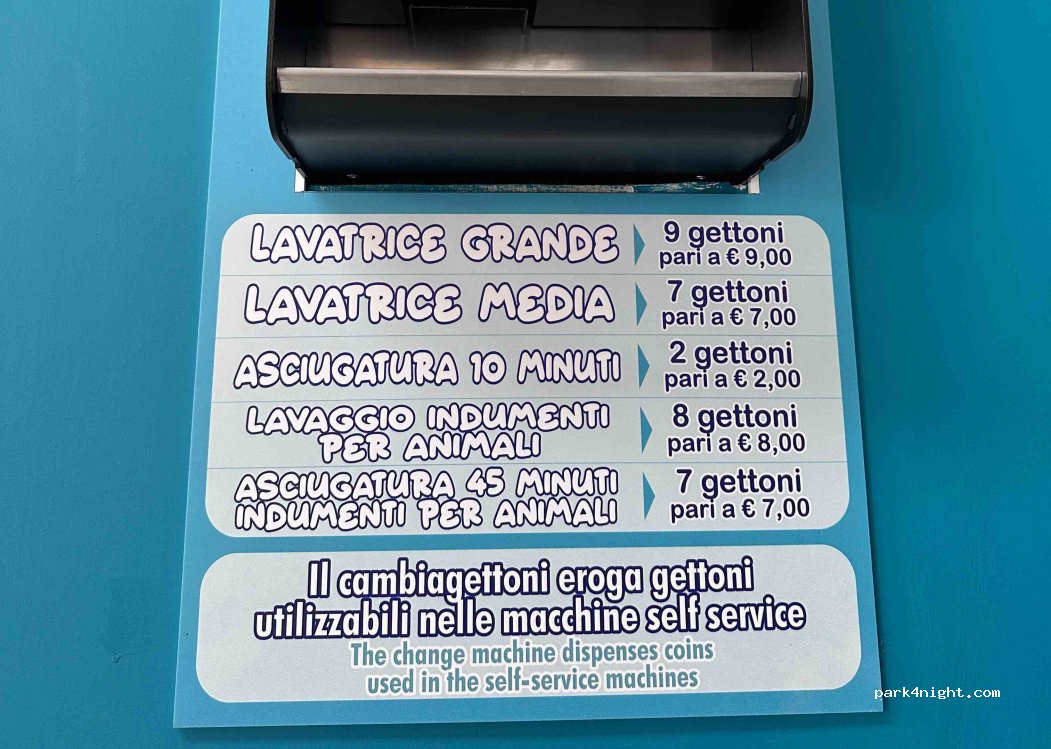 LAVATRICE GRANDE
9 gettoni
pari a € 9,00
LAVATRICE MEDIA
7 gettoni
pari a € 7,00
ASCIUGATURA 10 MINUTI
2 gettoni
pari a € 2,00
LAVAGGIO INDUMENTI
PER ANIMALI
8 gettoni
pari a € 8,00
ASCIUGATURA 45 MINUTI
INDUMENTI PER ANIMALI
7 gettoni
pari a € 7,00
Il cambiagettoni eroga gettoni
utilizzabili nelle macchine self service
The change machine dispenses coins
used in the self-service machines
park4night.com